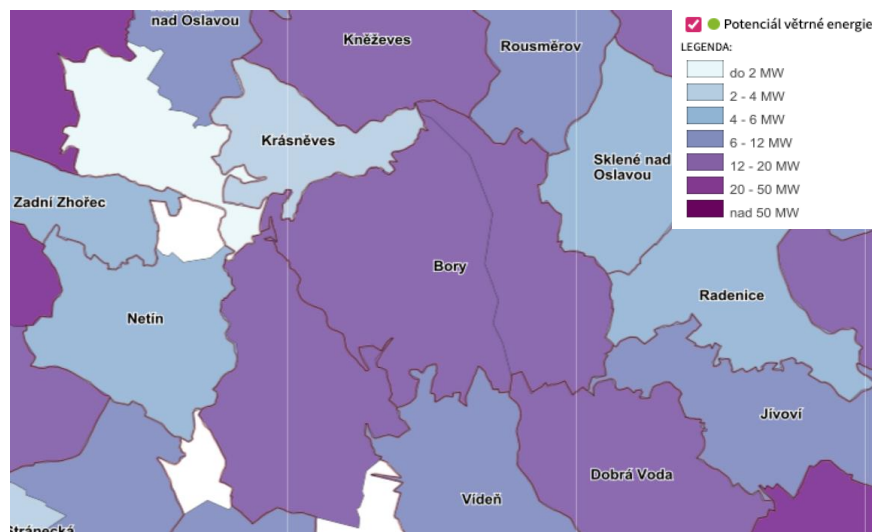 nad Oslavou
Kněževes
Rousměrov
Krásněves
Sklené nad
Oslavou
Zadní Zhořec
Bory
Netín
Radenice
Jívoví
Dobrá Voda
Vídeň
Stránecká
Potenciál větrné energie
LEGENDA:
do 2 MW
2 - 4 MW
4 - 6 MW
6 - 12 MW
12 - 20 MW
20 - 50 MW
nad 50 MW